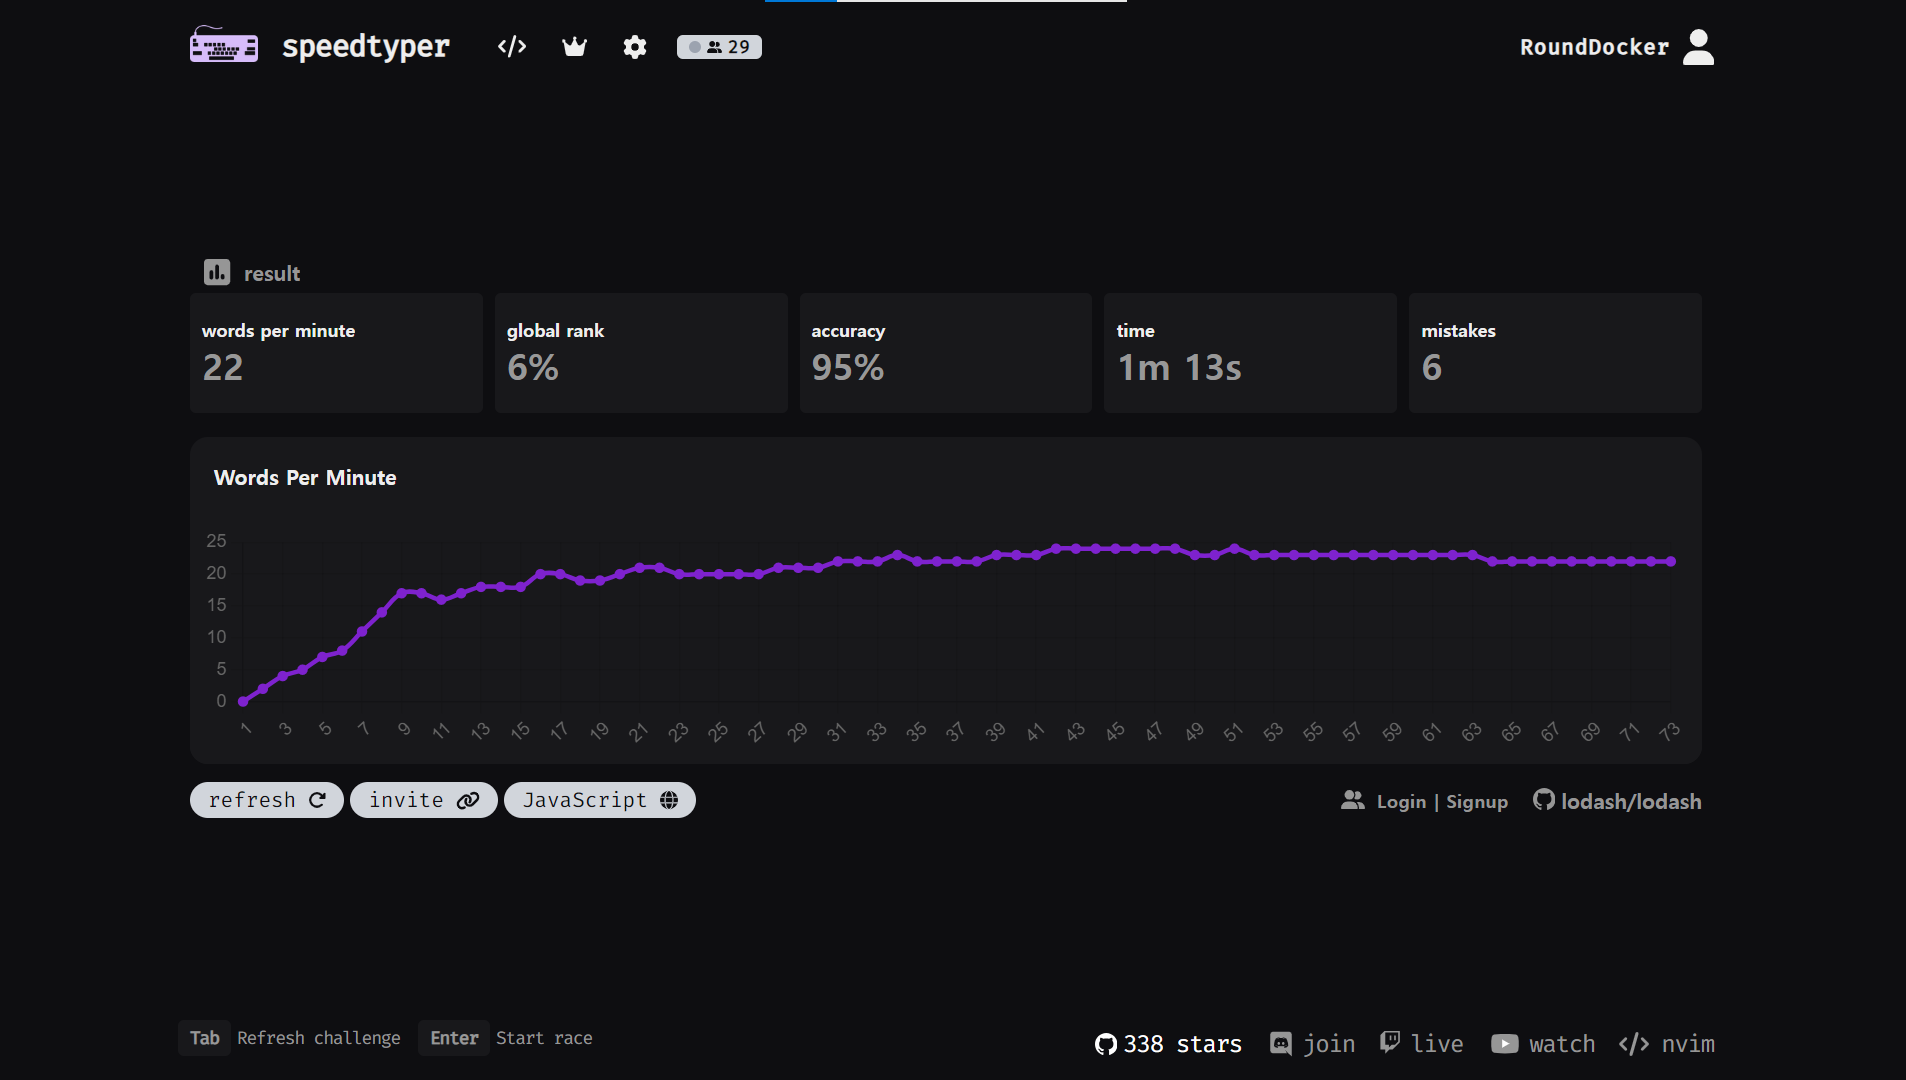 speedtyper
29
RoundDocker
result
words per minute
22
global rank
6%
accuracy
95%
time
1m 13s
mistakes
6
Words Per Minute
25
20
15
10
5
0
1 3 5 7 9 11 13 15 17 19 21 23 25 27 29 31 33 35 37 39 41 43 45 47 49 51 53 55 57 59 61 63 65 67 69 71 73
refresh invite JavaScript
Login | Signup lodash/lodash
Tab Refresh challenge Enter Start race
338 stars join live watch nvim